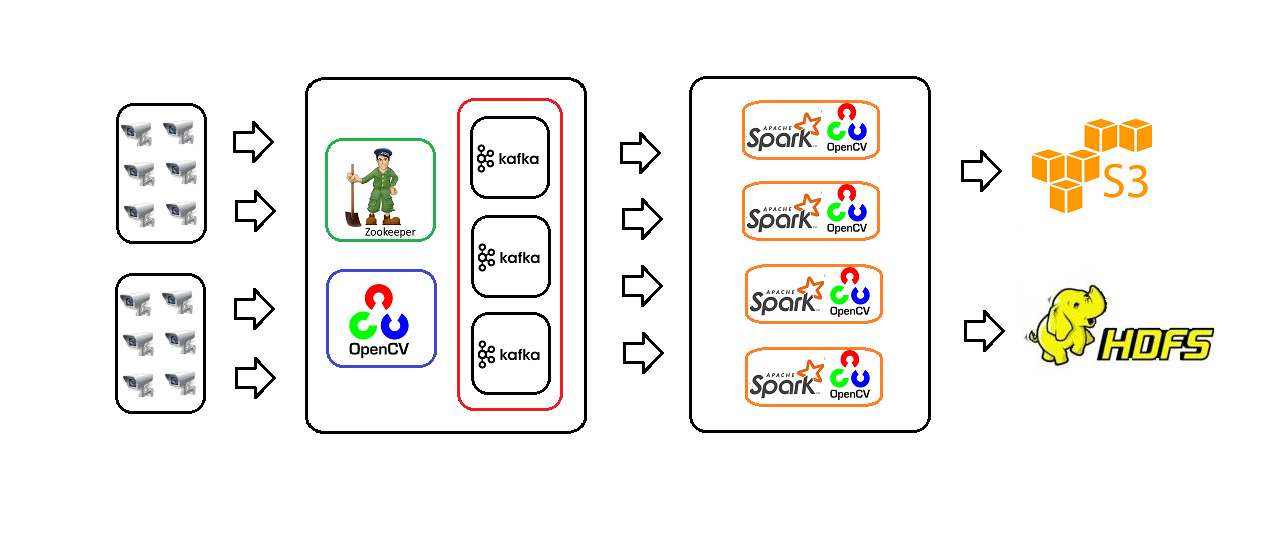 Zookeeper
OpenCV
kafka
kafka
kafka
APACHE
Spark
OpenCV
APACHE
Spark
OpenCV
APACHE
Spark
OpenCV
APACHE
Spark
OpenCV
S3
HDFS